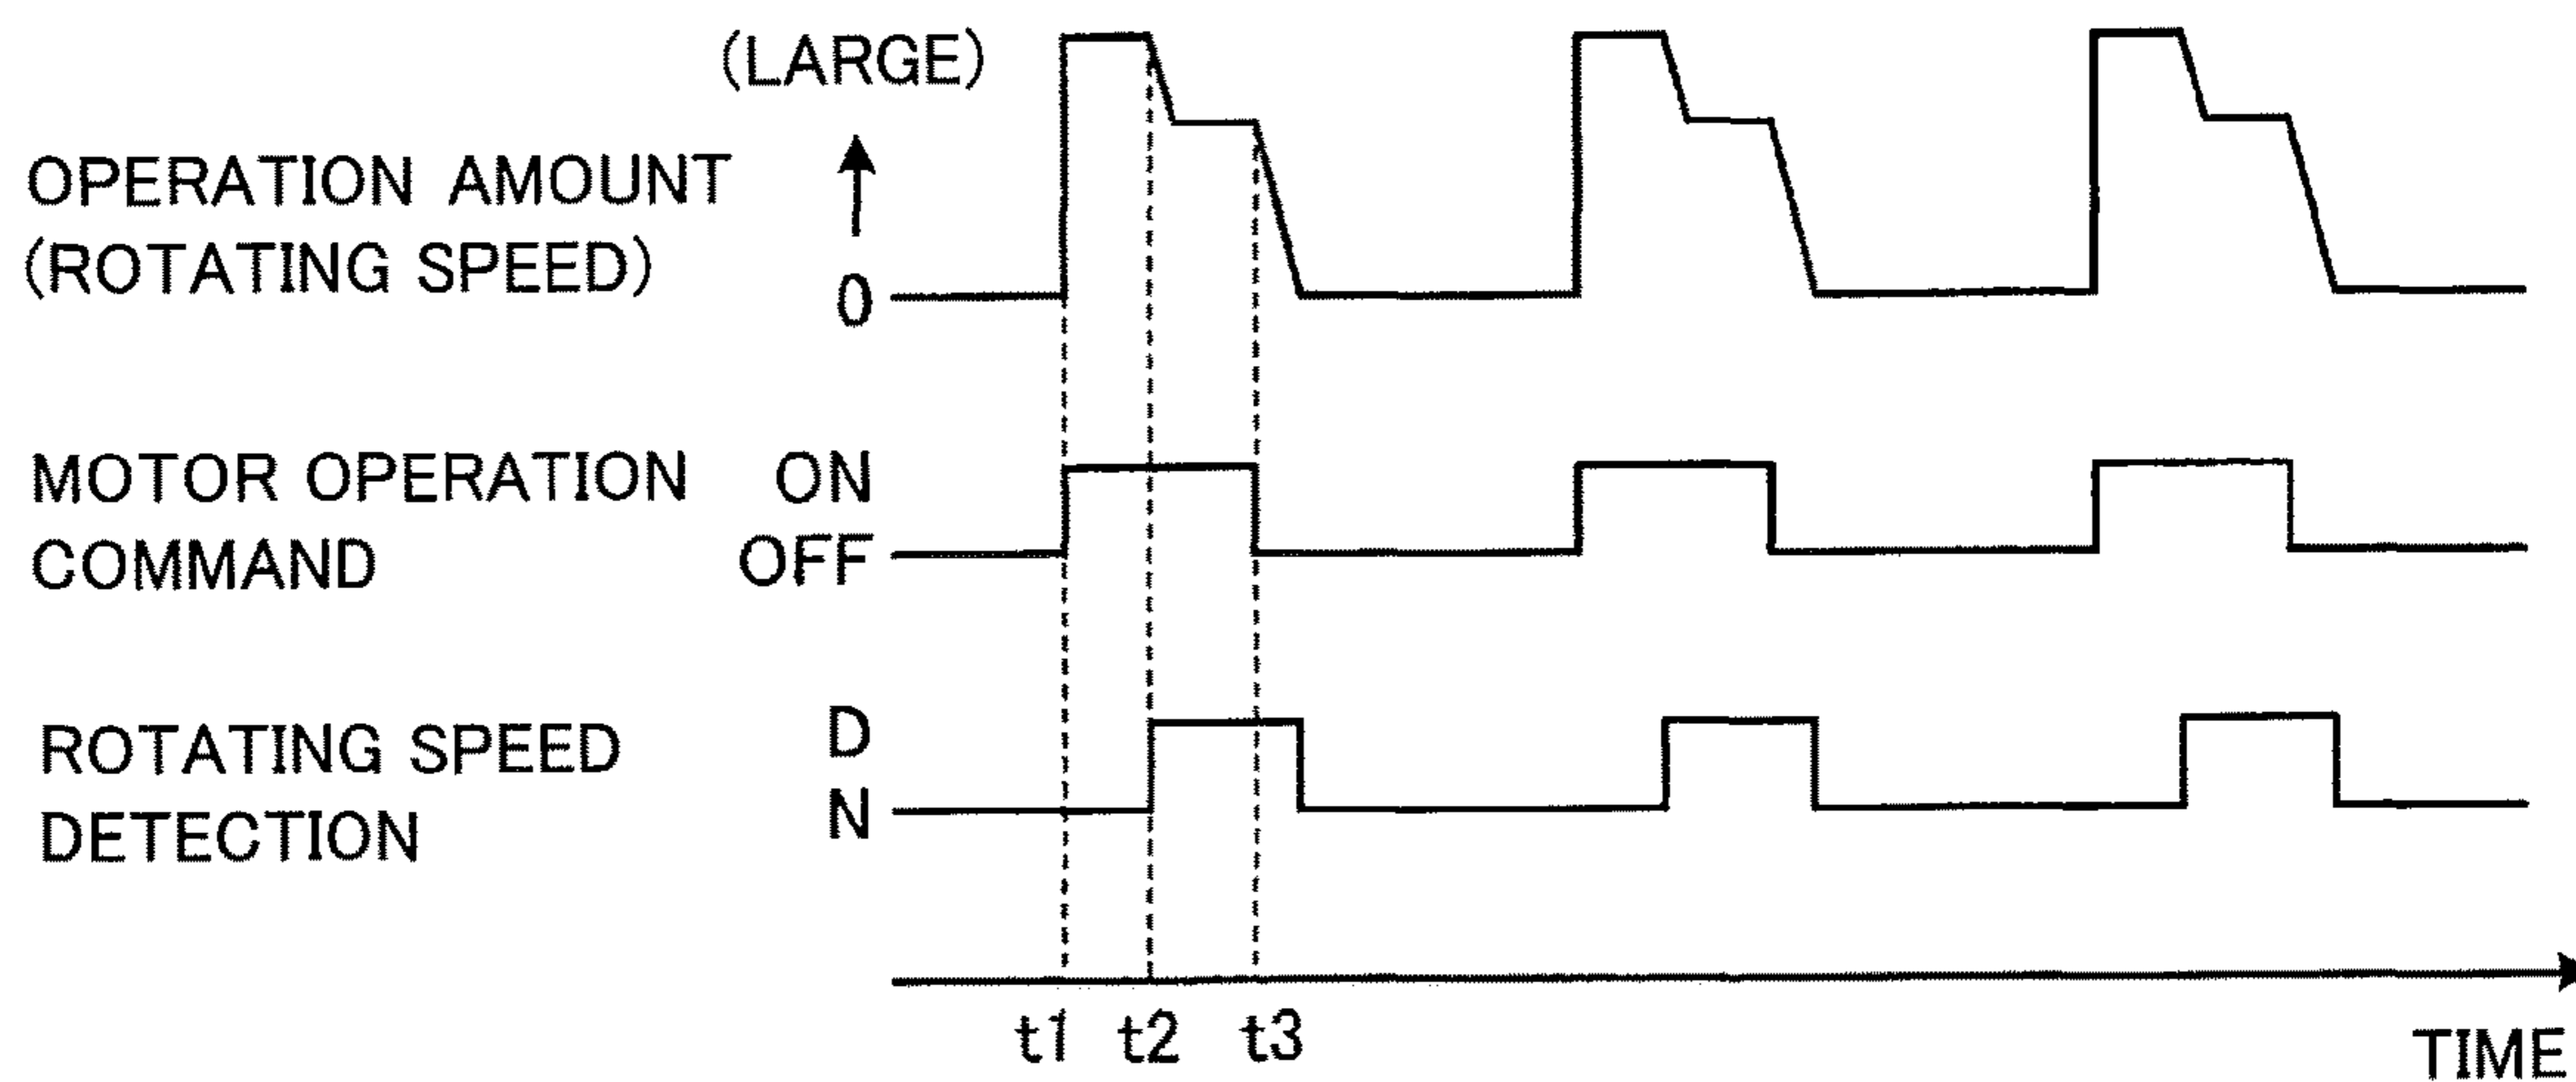 (LARGE)
OPERATION AMOUNT
(ROTATING SPEED)
0
MOTOR OPERATION
COMMAND
ON
OFF
ROTATING SPEED
DETECTION
D
N
t1 t2 t3
TIME